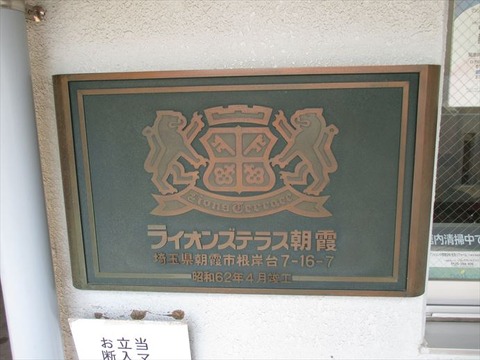 Lions Terrace
ライオンズテラス朝霞
埼玉県朝霞市根岸台7-16-7
昭和62年4月竣工
内清掃中で
当マ
立入
お断